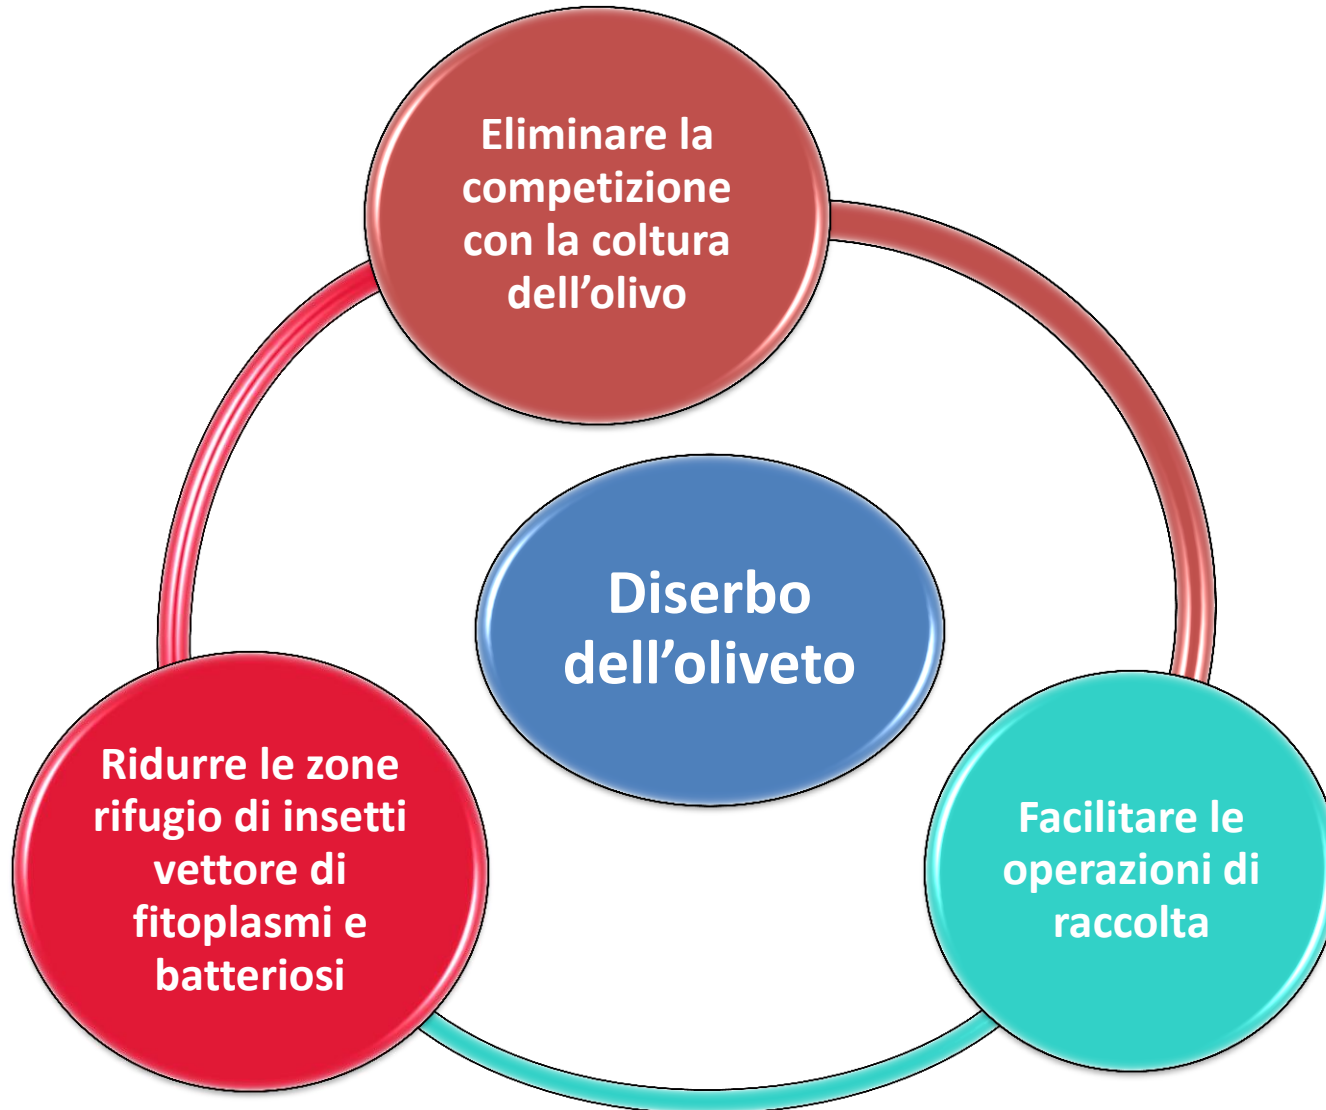 Eliminare la
competizione
con la coltura
dell’olivo
Diserbo
dell’oliveto
Ridurre le zone
rifugio di insetti
vettore di
fitoplasmi e
batteriosi
Facilitare le
operazioni di
raccolta